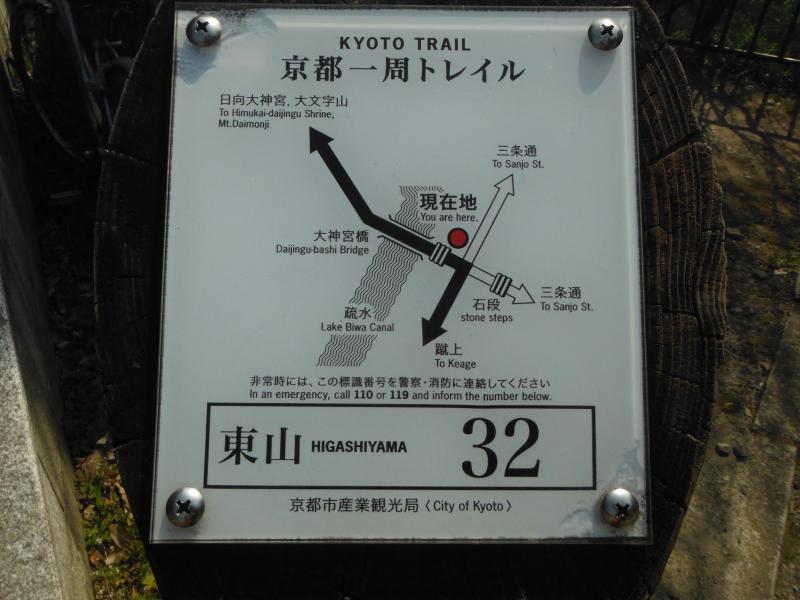 KYOTO TRAIL
京都一周トレイル
日向大神宮, 大文字山
To Himukai-daijingu Shrine,
Mt.Daimonji
三条通
To Sanjo St.
現在地
You are here.
大神宮橋
Daijingu-bashi Bridge
三条通
To Sanjo St.
石段
stone steps
疏水
Lake Biwa Canal
蹴上
To Keage
非常時には、この標識番号を警察・消防に連絡してください
In an emergency, call 110 or 119 and inform the number below.
東山 HIGASHIYAMA 32
京都市産業観光局〈City of Kyoto〉